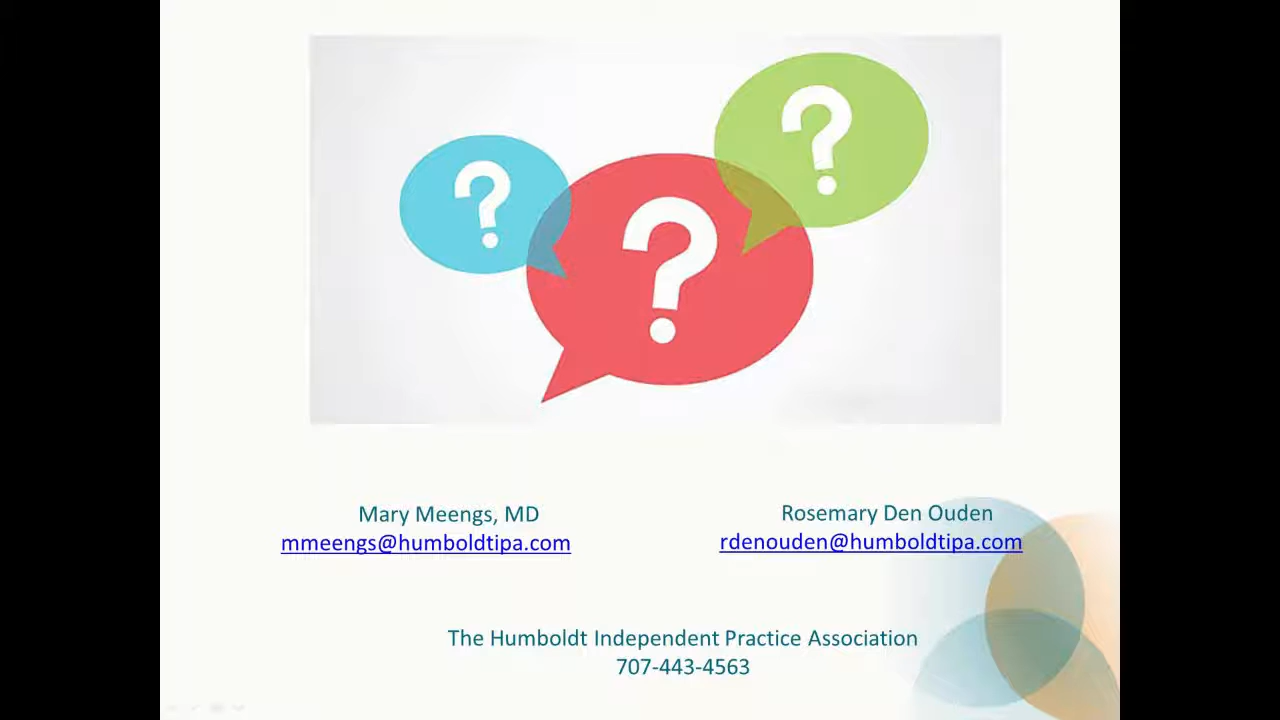 ?
?
?
Mary Meengs, MD
mmeengs@humboldtipa.com
Rosemary Den Ouden
rdenouden@humboldtipa.com
The Humboldt Independent Practice Association
707-443-4563